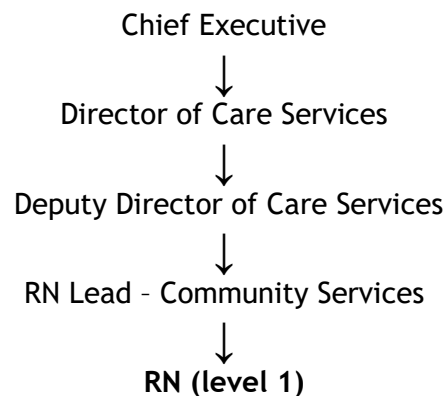 Chief Executive
↓
Director of Care Services
↓
Deputy Director of Care Services
↓
RN Lead – Community Services
↓
RN (level 1)